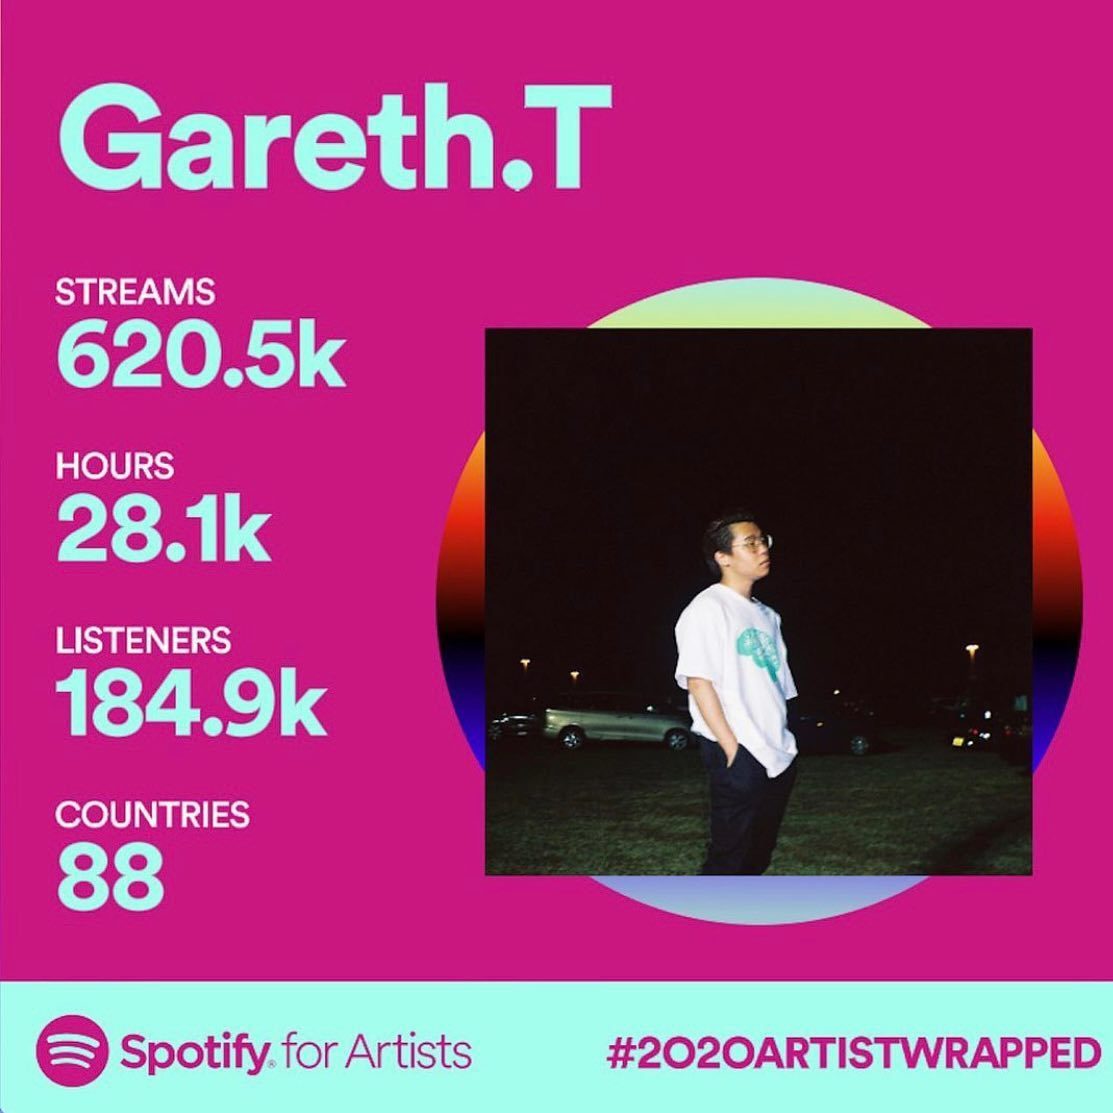 Gareth.T
STREAMS
620.5k
HOURS
28.1k
LISTENERS
184.9k
COUNTRIES
88
Spotify® for Artists
#2020ARTISTWRAPPED